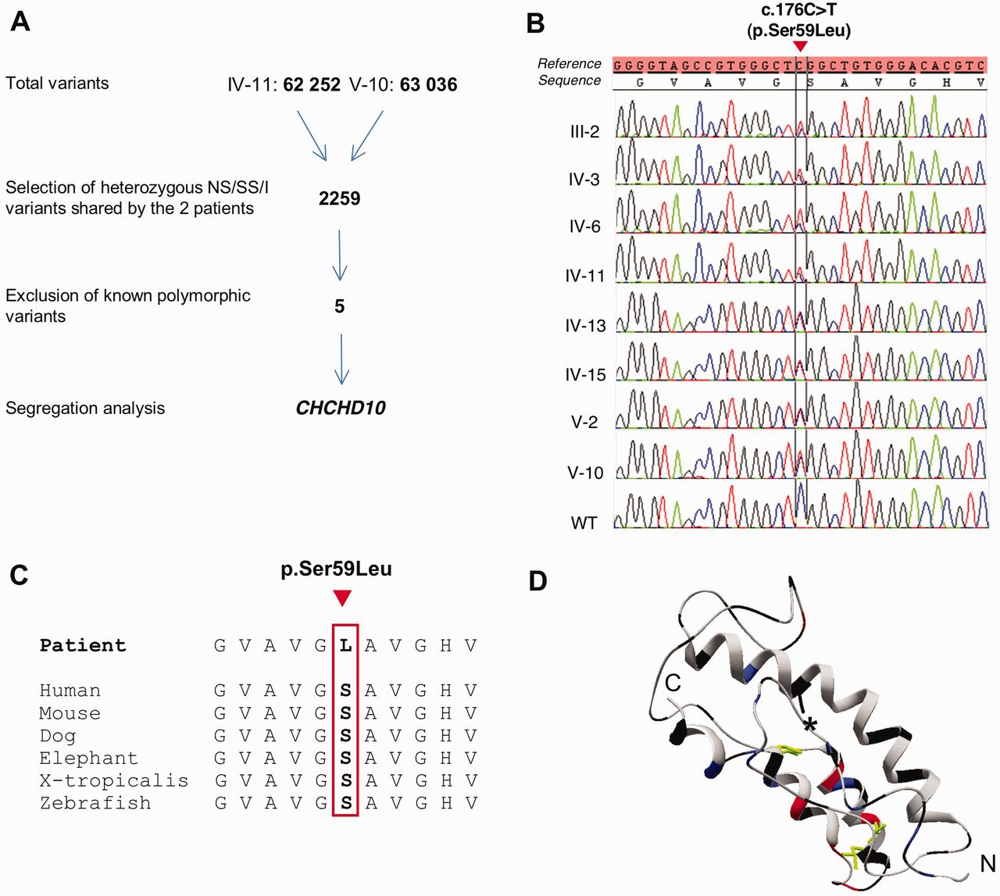 A
Total variants
IV-11: 62 252 V-10: 63 036
Selection of heterozygous NS/SS/I
variants shared by the 2 patients
2259
Exclusion of known polymorphic
variants
5
Segregation analysis
CHCHD10
B
c.176C>T
(p.Ser59Leu)
Reference
Sequence
GGGGTAGCCGTGGGCTCGGCTGTGGGACACGTC
G V A V G S A V G H V
III-2
IV-3
IV-6
IV-11
IV-13
IV-15
V-2
V-10
WT
C
p.Ser59Leu
Patient G V A V G L A V G H V
Human G V A V G S A V G H V
Mouse G V A V G S A V G H V
Dog G V A V G S A V G H V
Elephant G V A V G S A V G H V
X-tropicalis G V A V G S A V G H V
Zebrafish G V A V G S A V G H V
D
C
*
N